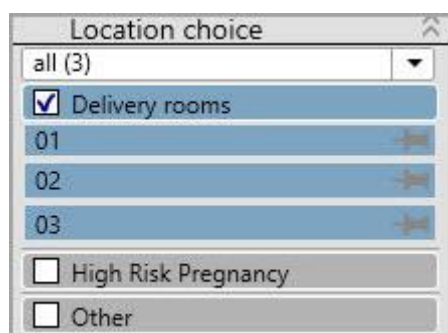 Location choice
all (3)
Delivery rooms
01
02
03
High Risk Pregnancy
Other